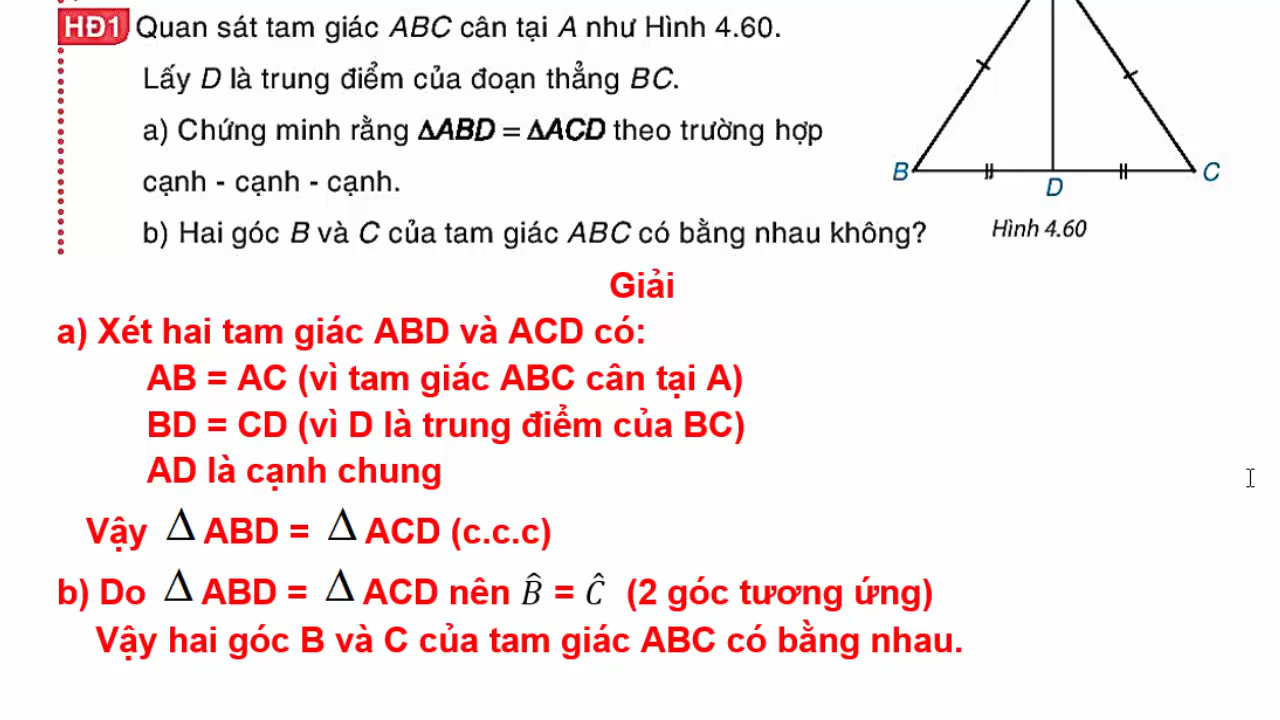 HĐ1 Quan sát tam giác ABC cân tại A như Hình 4.60.
Lấy D là trung điểm của đoạn thẳng BC.
a) Chứng minh rằng ΔABD = ΔACD theo trường hợp
cạnh - cạnh - cạnh.
b) Hai góc B và C của tam giác ABC có bằng nhau không?
B
D
C
Hình 4.60
Giải
a) Xét hai tam giác ABD và ACD có:
AB = AC (vì tam giác ABC cân tại A)
BD = CD (vì D là trung điểm của BC)
AD là cạnh chung
Vậy Δ ABD = Δ ACD (c.c.c)
b) Do Δ ABD = Δ ACD nên B̂ = Ĉ (2 góc tương ứng)
Vậy hai góc B và C của tam giác ABC có bằng nhau.